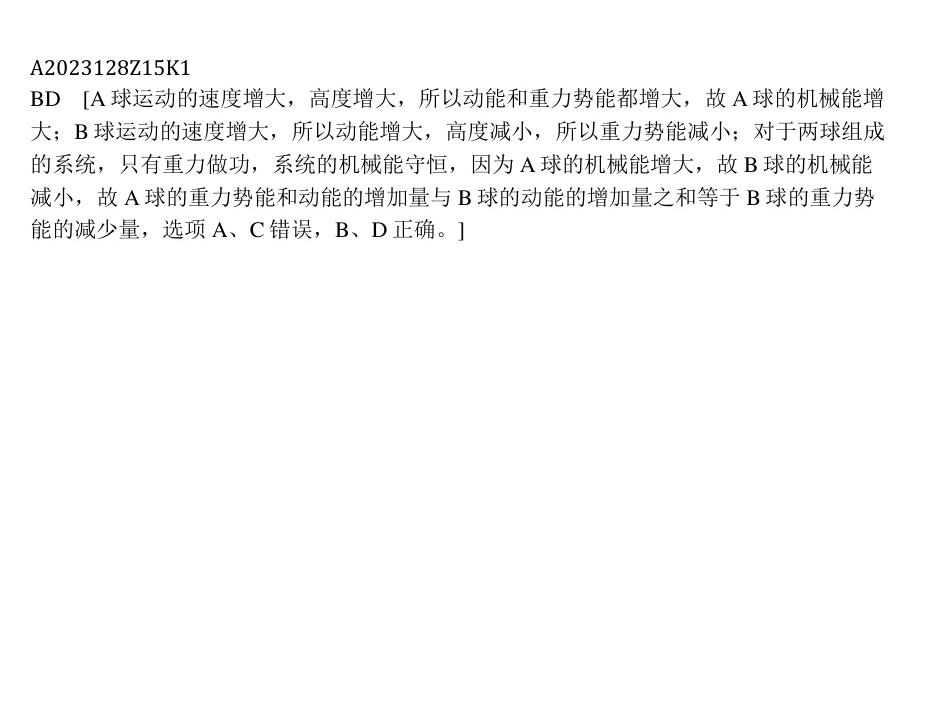 A2023128Z15K1
BD　[A 球运动的速度增大，高度增大，所以动能和重力势能都增大，故 A 球的机械能增
大；B 球运动的速度增大，所以动能增大，高度减小，所以重力势能减小；对于两球组成
的系统，只有重力做功，系统的机械能守恒，因为 A 球的机械能增大，故 B 球的机械能
减小，故 A 球的重力势能和动能的增加量与 B 球的动能的增加量之和等于 B 球的重力势
能的减少量，选项 A、C 错误，B、D 正确。]